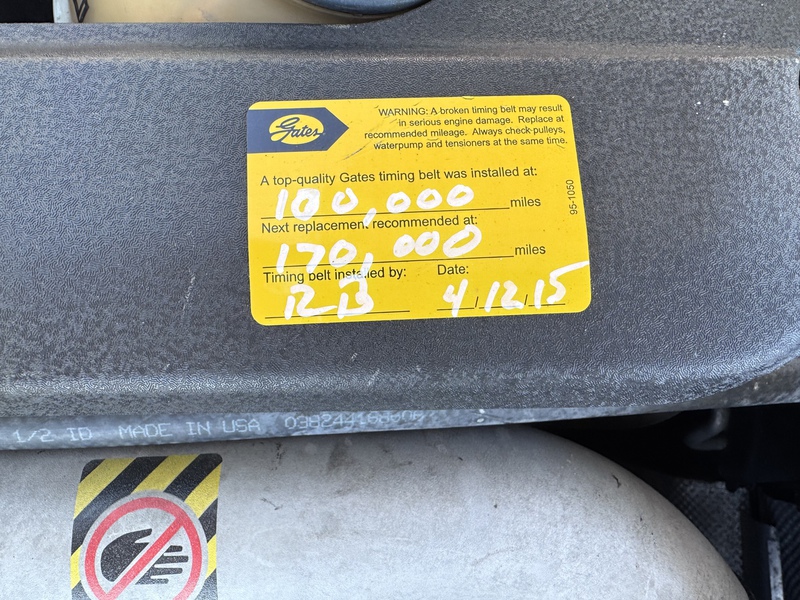 Gates
WARNING: A broken timing belt may result
in serious engine damage. Replace at
recommended mileage. Always check pulleys,
waterpump and tensioners at the same time.
A top-quality Gates timing belt was installed at:
100,000 miles
Next replacement recommended at:
170,000 miles
Timing belt installed by: Date:
RB 4/12/15
95-1050
1/2 ID MADE IN USA